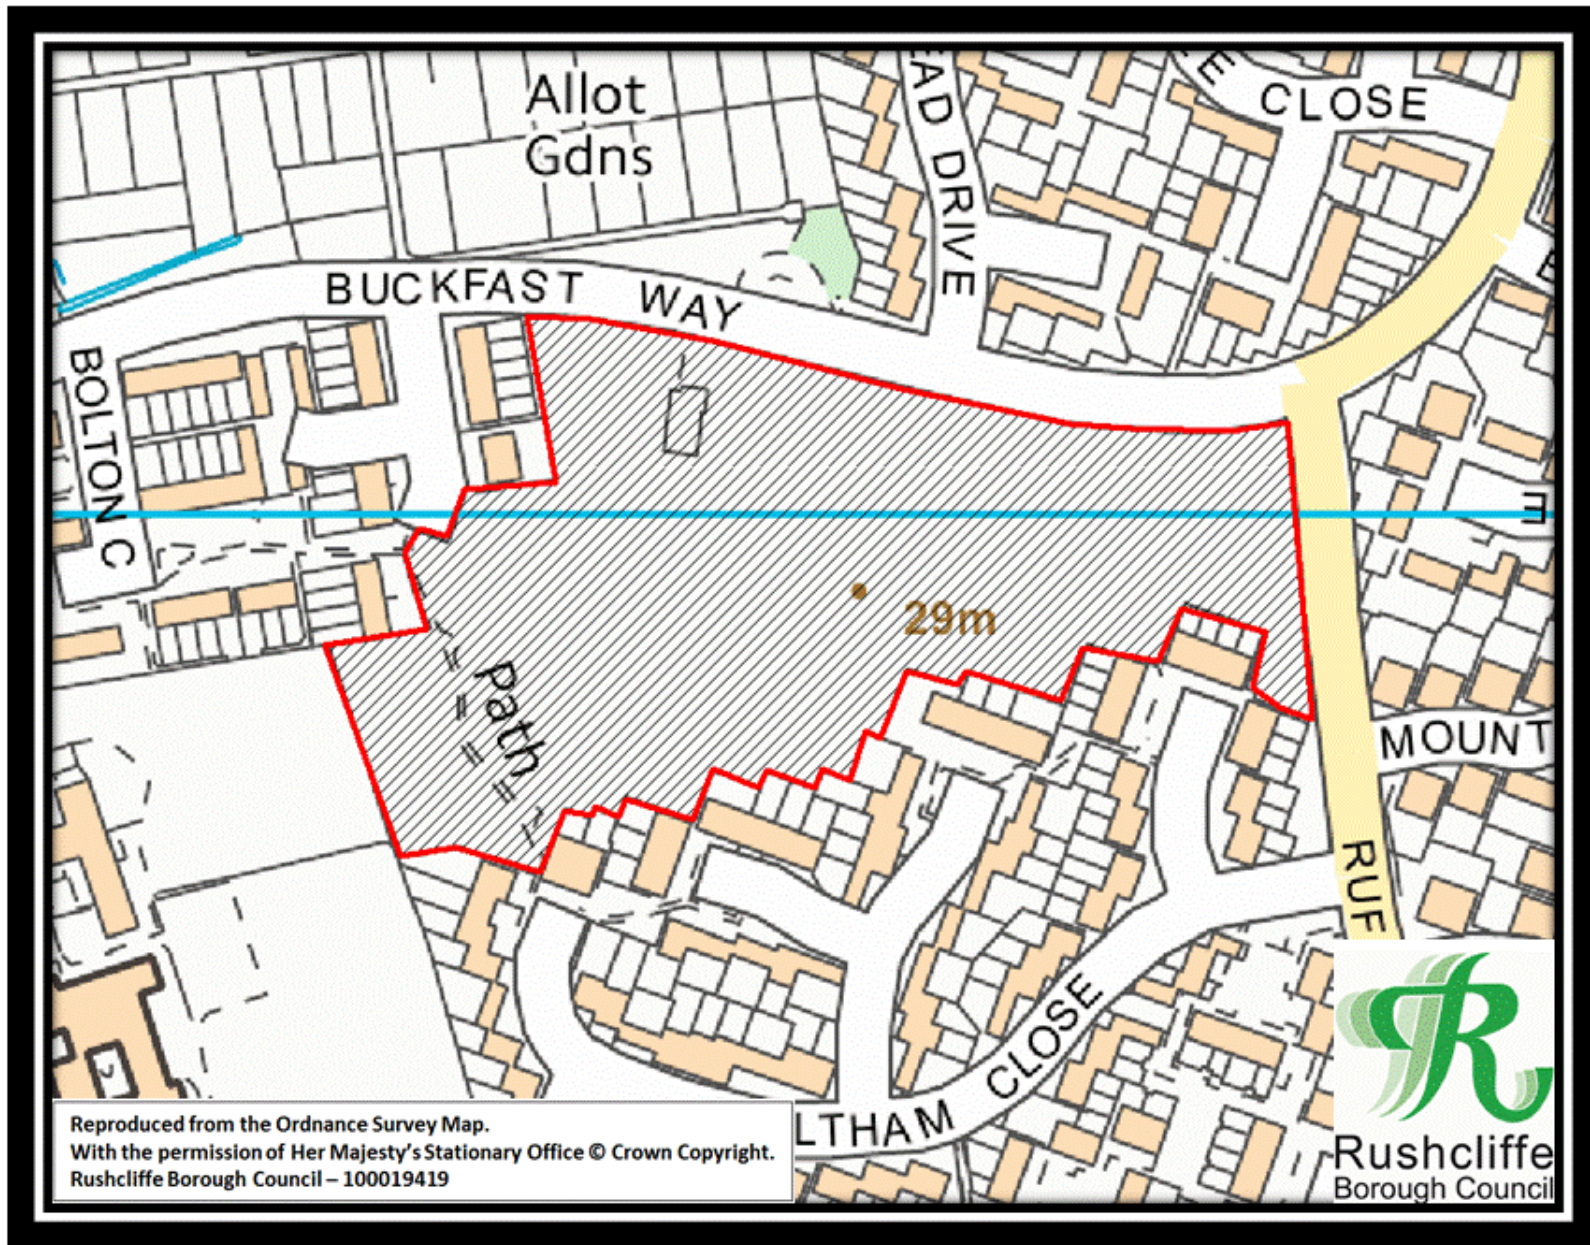 Allot
Gdns
EAD DRIVE
CLOSE
BUCKFAST WAY
BOLTON C
29m
Path
MOUNT
RUF
CLOSE
LTHAM
Reproduced from the Ordnance Survey Map.
With the permission of Her Majesty's Stationary Office © Crown Copyright.
Rushcliffe Borough Council – 100019419
Rushcliffe
Borough Council